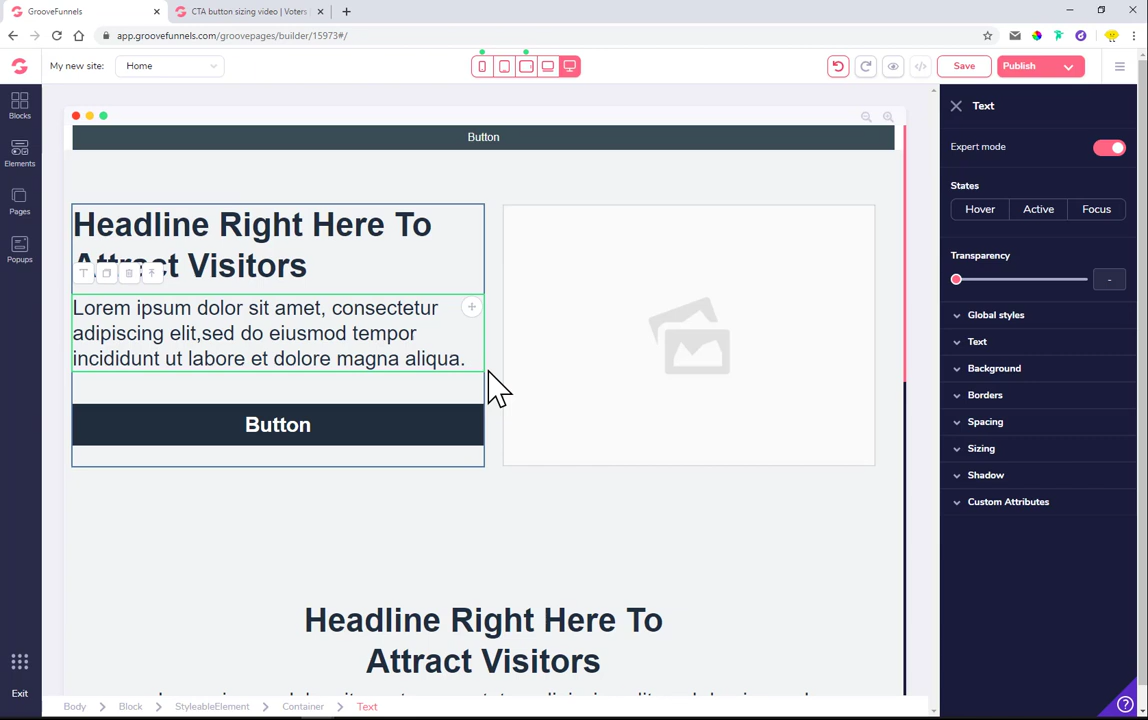 GrooveFunnels
CTA button sizing video | Voters
app.groovefunnels.com/groovepages/builder/15973#/
My new site:
Home
Save
Publish
Blocks
Elements
Pages
Popups
Exit
Button
Headline Right Here To
Attract Visitors
Lorem ipsum dolor sit amet, consectetur
adipiscing elit,sed do eiusmod tempor
incididunt ut labore et dolore magna aliqua.
Button
Headline Right Here To
Attract Visitors
Body
Block
StyleableElement
Container
Text
Text
Expert mode
States
Hover
Active
Focus
Transparency
-
Global styles
Text
Background
Borders
Spacing
Sizing
Shadow
Custom Attributes